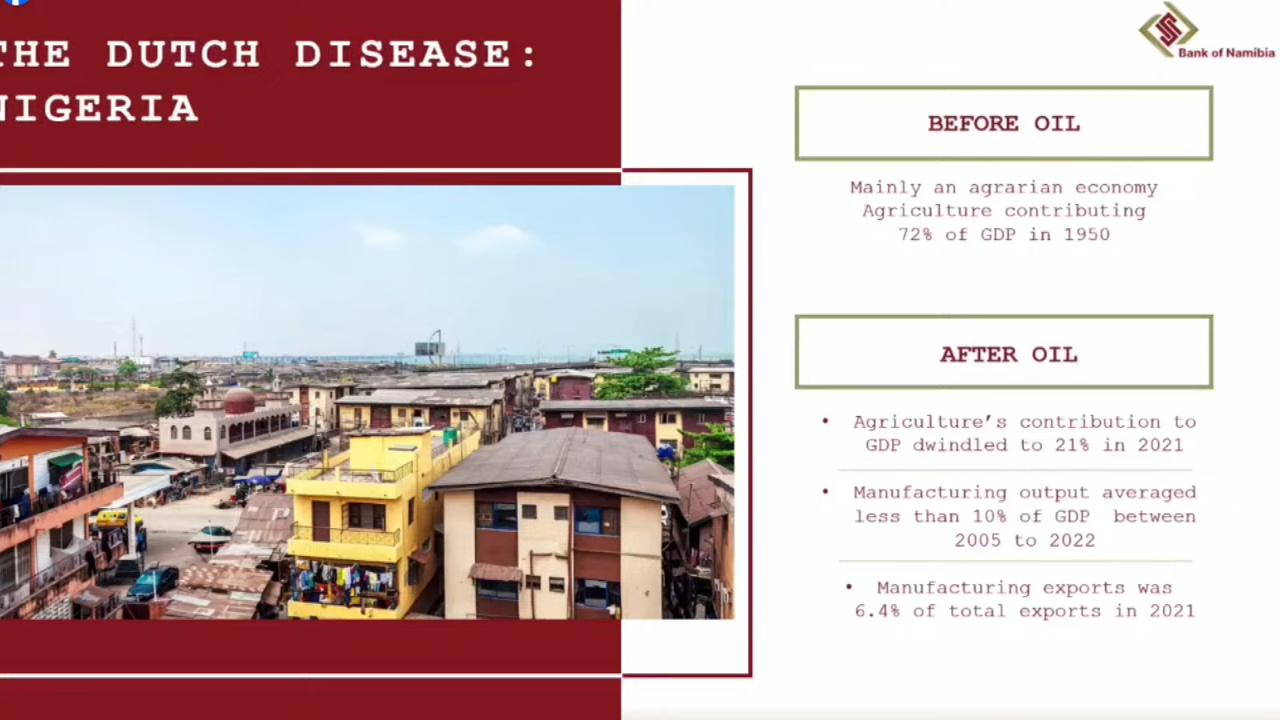 THE DUTCH DISEASE:
NIGERIA
Bank of Namibia
BEFORE OIL
Mainly an agrarian economy
Agriculture contributing
72% of GDP in 1950
AFTER OIL
• Agriculture’s contribution to
GDP dwindled to 21% in 2021
• Manufacturing output averaged
less than 10% of GDP between
2005 to 2022
• Manufacturing exports was
6.4% of total exports in 2021